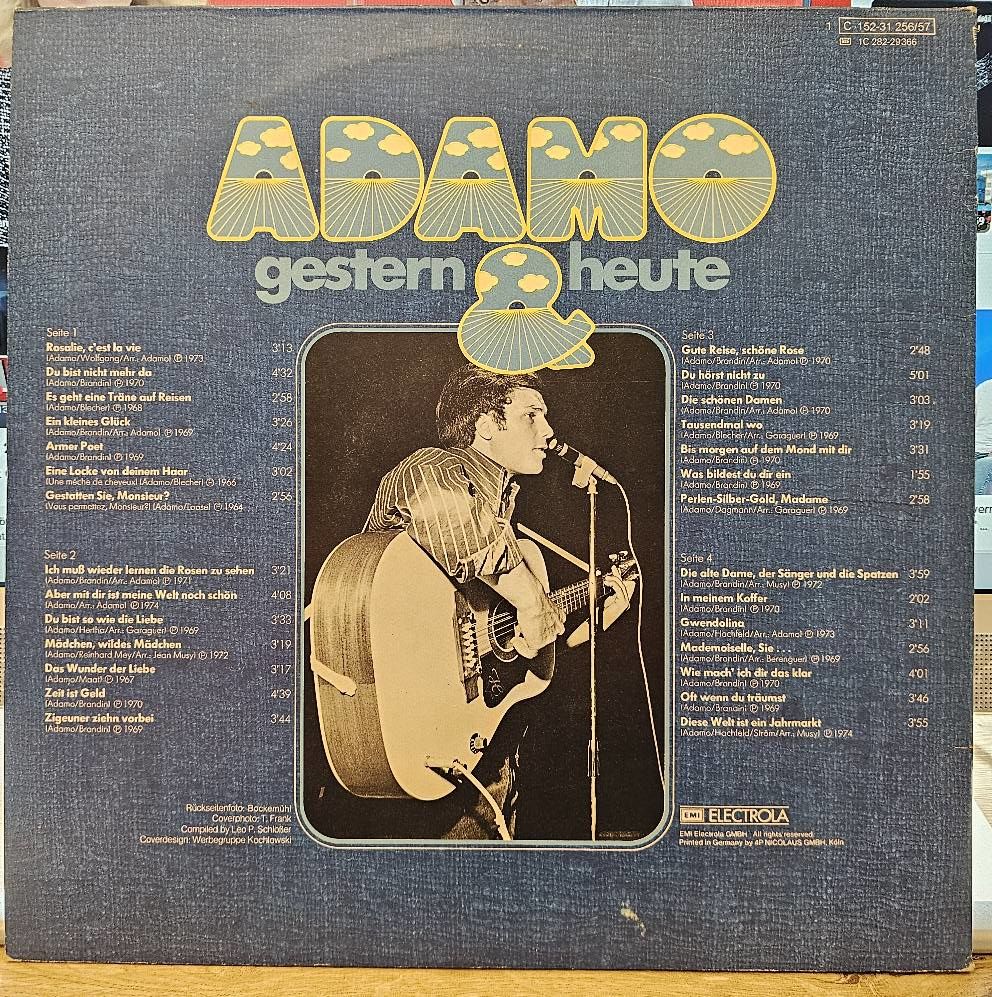 1 C-152-31 256/57
1C 282-29366
ADAMO
gestern & heute
Seite 1
Rosalie, c'est la vie 3'13
(Adamo/Wolfgang/Arr.: Adamo) ℗ 1973
Du bist nicht mehr da 4'32
(Adamo/Brandin) ℗ 1970
Es geht eine Träne auf Reisen 2'58
(Adamo/Blecher) ℗ 1968
Ein kleines Glück 3'26
(Adamo/Brandin/Arr.: Adamo) ℗ 1969
Armer Poet 4'24
(Adamo/Brandin) ℗ 1969
Eine Locke von deinem Haar 3'02
(Une mêche de cheveux) (Adamo/Blecher) ℗ 1966
Gestatten Sie, Monsieur? 2'56
(Vous permettez, Monsieur?) (Adamo/Loose) ℗ 1964
Seite 2
Ich muß wieder lernen die Rosen zu sehen 3'21
(Adamo/Brandin/Arr.: Adamo) ℗ 1971
Aber mit dir ist meine Welt noch schön 4'08
(Adamo/Arr.: Adamo) ℗ 1974
Du bist so wie die Liebe 3'33
(Adamo/Hertha/Arr.: Garaguer) ℗ 1969
Mädchen, wildes Mädchen 3'19
(Adamo/Reinhard Mey/Arr.: Jean Musy) ℗ 1972
Das Wunder der Liebe 3'17
(Adamo/Maat) ℗ 1967
Zeit ist Geld 4'39
(Adamo/Brandin) ℗ 1970
Zigeuner ziehn vorbei 3'44
(Adamo/Brandin) ℗ 1969
Rückseitenfoto: Bockemühl
Coverphoto: T. Frank
Compiled by Leo P. Schloßer
Coverdesign: Werbegruppe Kochlowski
Seite 3
Gute Reise, schöne Rose 2'48
(Adamo/Brandin/Arr.: Adamo) ℗ 1970
Du hörst nicht zu 5'01
(Adamo/Brandin) ℗ 1970
Die schönen Damen 3'03
(Adamo/Brandin/Arr.: Adamo) ℗ 1970
Tausendmal wo 3'19
(Adamo/Blecher/Arr.: Garaguer) ℗ 1969
Bis morgen auf dem Mond mit dir 3'31
(Adamo/Brandin) ℗ 1970
Was bildest du dir ein 1'55
(Adamo/Brandin) ℗ 1969
Perlen-Silber-Gold, Madame 2'58
(Adamo/Dagmann/Arr.: Garaguer) ℗ 1969
Seite 4
Die alte Dame, der Sänger und die Spatzen 3'59
(Adamo/Brandin/Arr.: Musy) ℗ 1972
In meinem Koffer 2'02
(Adamo/Brandin) ℗ 1970
Gwendolina 3'11
(Adamo/Hachfeld/Arr.: Adamo) ℗ 1973
Mademoiselle, Sie . . . 2'56
(Adamo/Brandin/Arr.: Berenguer) ℗ 1969
Wie mach' ich dir das klar 4'01
(Adamo/Brandin) ℗ 1970
Oft wenn du träumst 3'46
(Adamo/Brandin) ℗ 1969
Diese Welt ist ein Jahrmarkt 3'55
(Adamo/Hachfeld/Ström/Arr.: Musy) ℗ 1974
EMI ELECTROLA
EMI Electrola GMBH. All rights reserved
Printed in Germany by 4P NICOLAUS GMBH, Köln